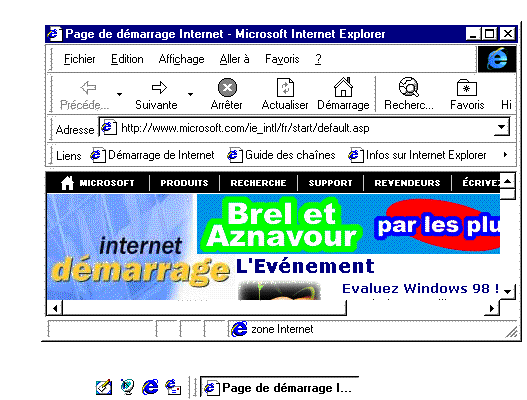 Page de démarrage Internet - Microsoft Internet Explorer
Fichier Edition Affichage Aller à Favoris ?
Précéde... Suivante Arrêter Actualiser Démarrage Recherc... Favoris Hi
Adresse http://www.microsoft.com/ie_intl/fr/start/default.asp
Liens Démarrage de Internet Guide des chaînes Infos sur Internet Explorer
MICROSOFT PRODUITS RECHERCHE SUPPORT REVENDEURS ÉCRIVEZ
Brel et
Aznavour
par les plu
internet
démarrage
L'Evénement
Evaluez Windows 98 !
zone Internet
Page de démarrage I...